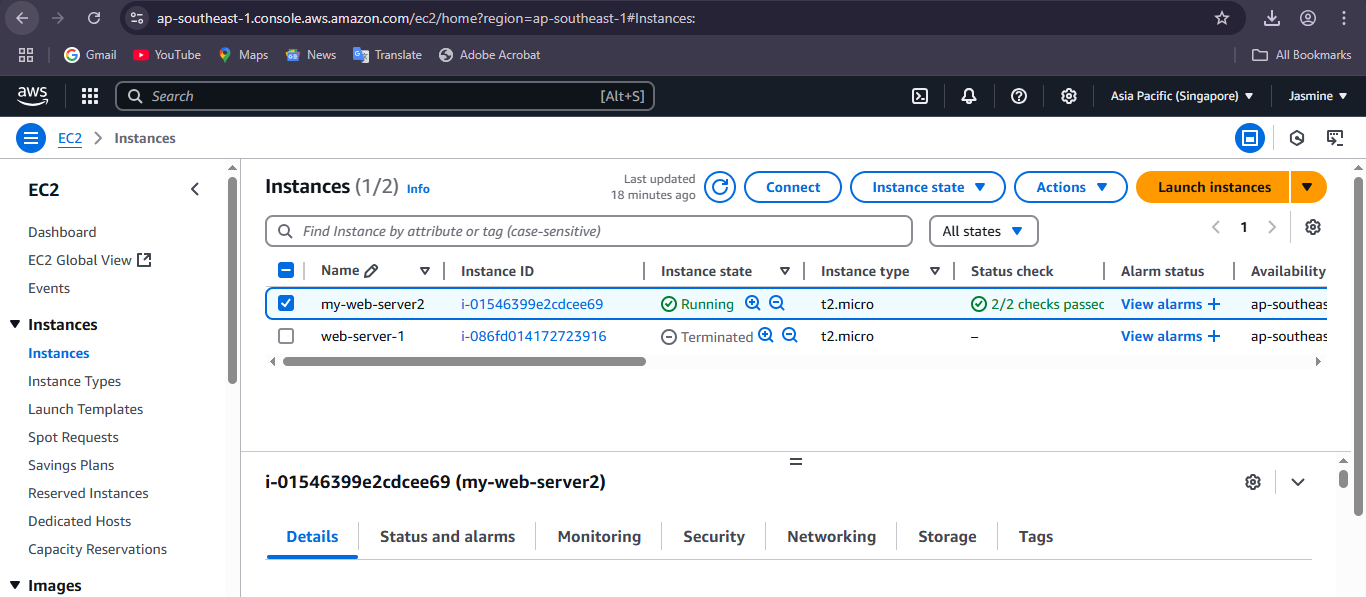 ap-southeast-1.console.aws.amazon.com/ec2/home?region=ap-southeast-1#Instances:
Gmail YouTube Maps News Translate Adobe Acrobat All Bookmarks
aws Search [Alt+S] Asia Pacific (Singapore) Jasmine
EC2 Instances
EC2
Dashboard
EC2 Global View
Events
Instances
Instances
Instance Types
Launch Templates
Spot Requests
Savings Plans
Reserved Instances
Dedicated Hosts
Capacity Reservations
Images
Instances (1/2) Info
Last updated
18 minutes ago
Connect Instance state Actions Launch instances
Find Instance by attribute or tag (case-sensitive) All states 1
Name Instance ID Instance state Instance type Status check Alarm status Availability
my-web-server2 i-01546399e2cdcee69 Running t2.micro 2/2 checks passec View alarms + ap-southeas
web-server-1 i-086fd014172723916 Terminated t2.micro – View alarms + ap-southeas
i-01546399e2cdcee69 (my-web-server2)
Details Status and alarms Monitoring Security Networking Storage Tags